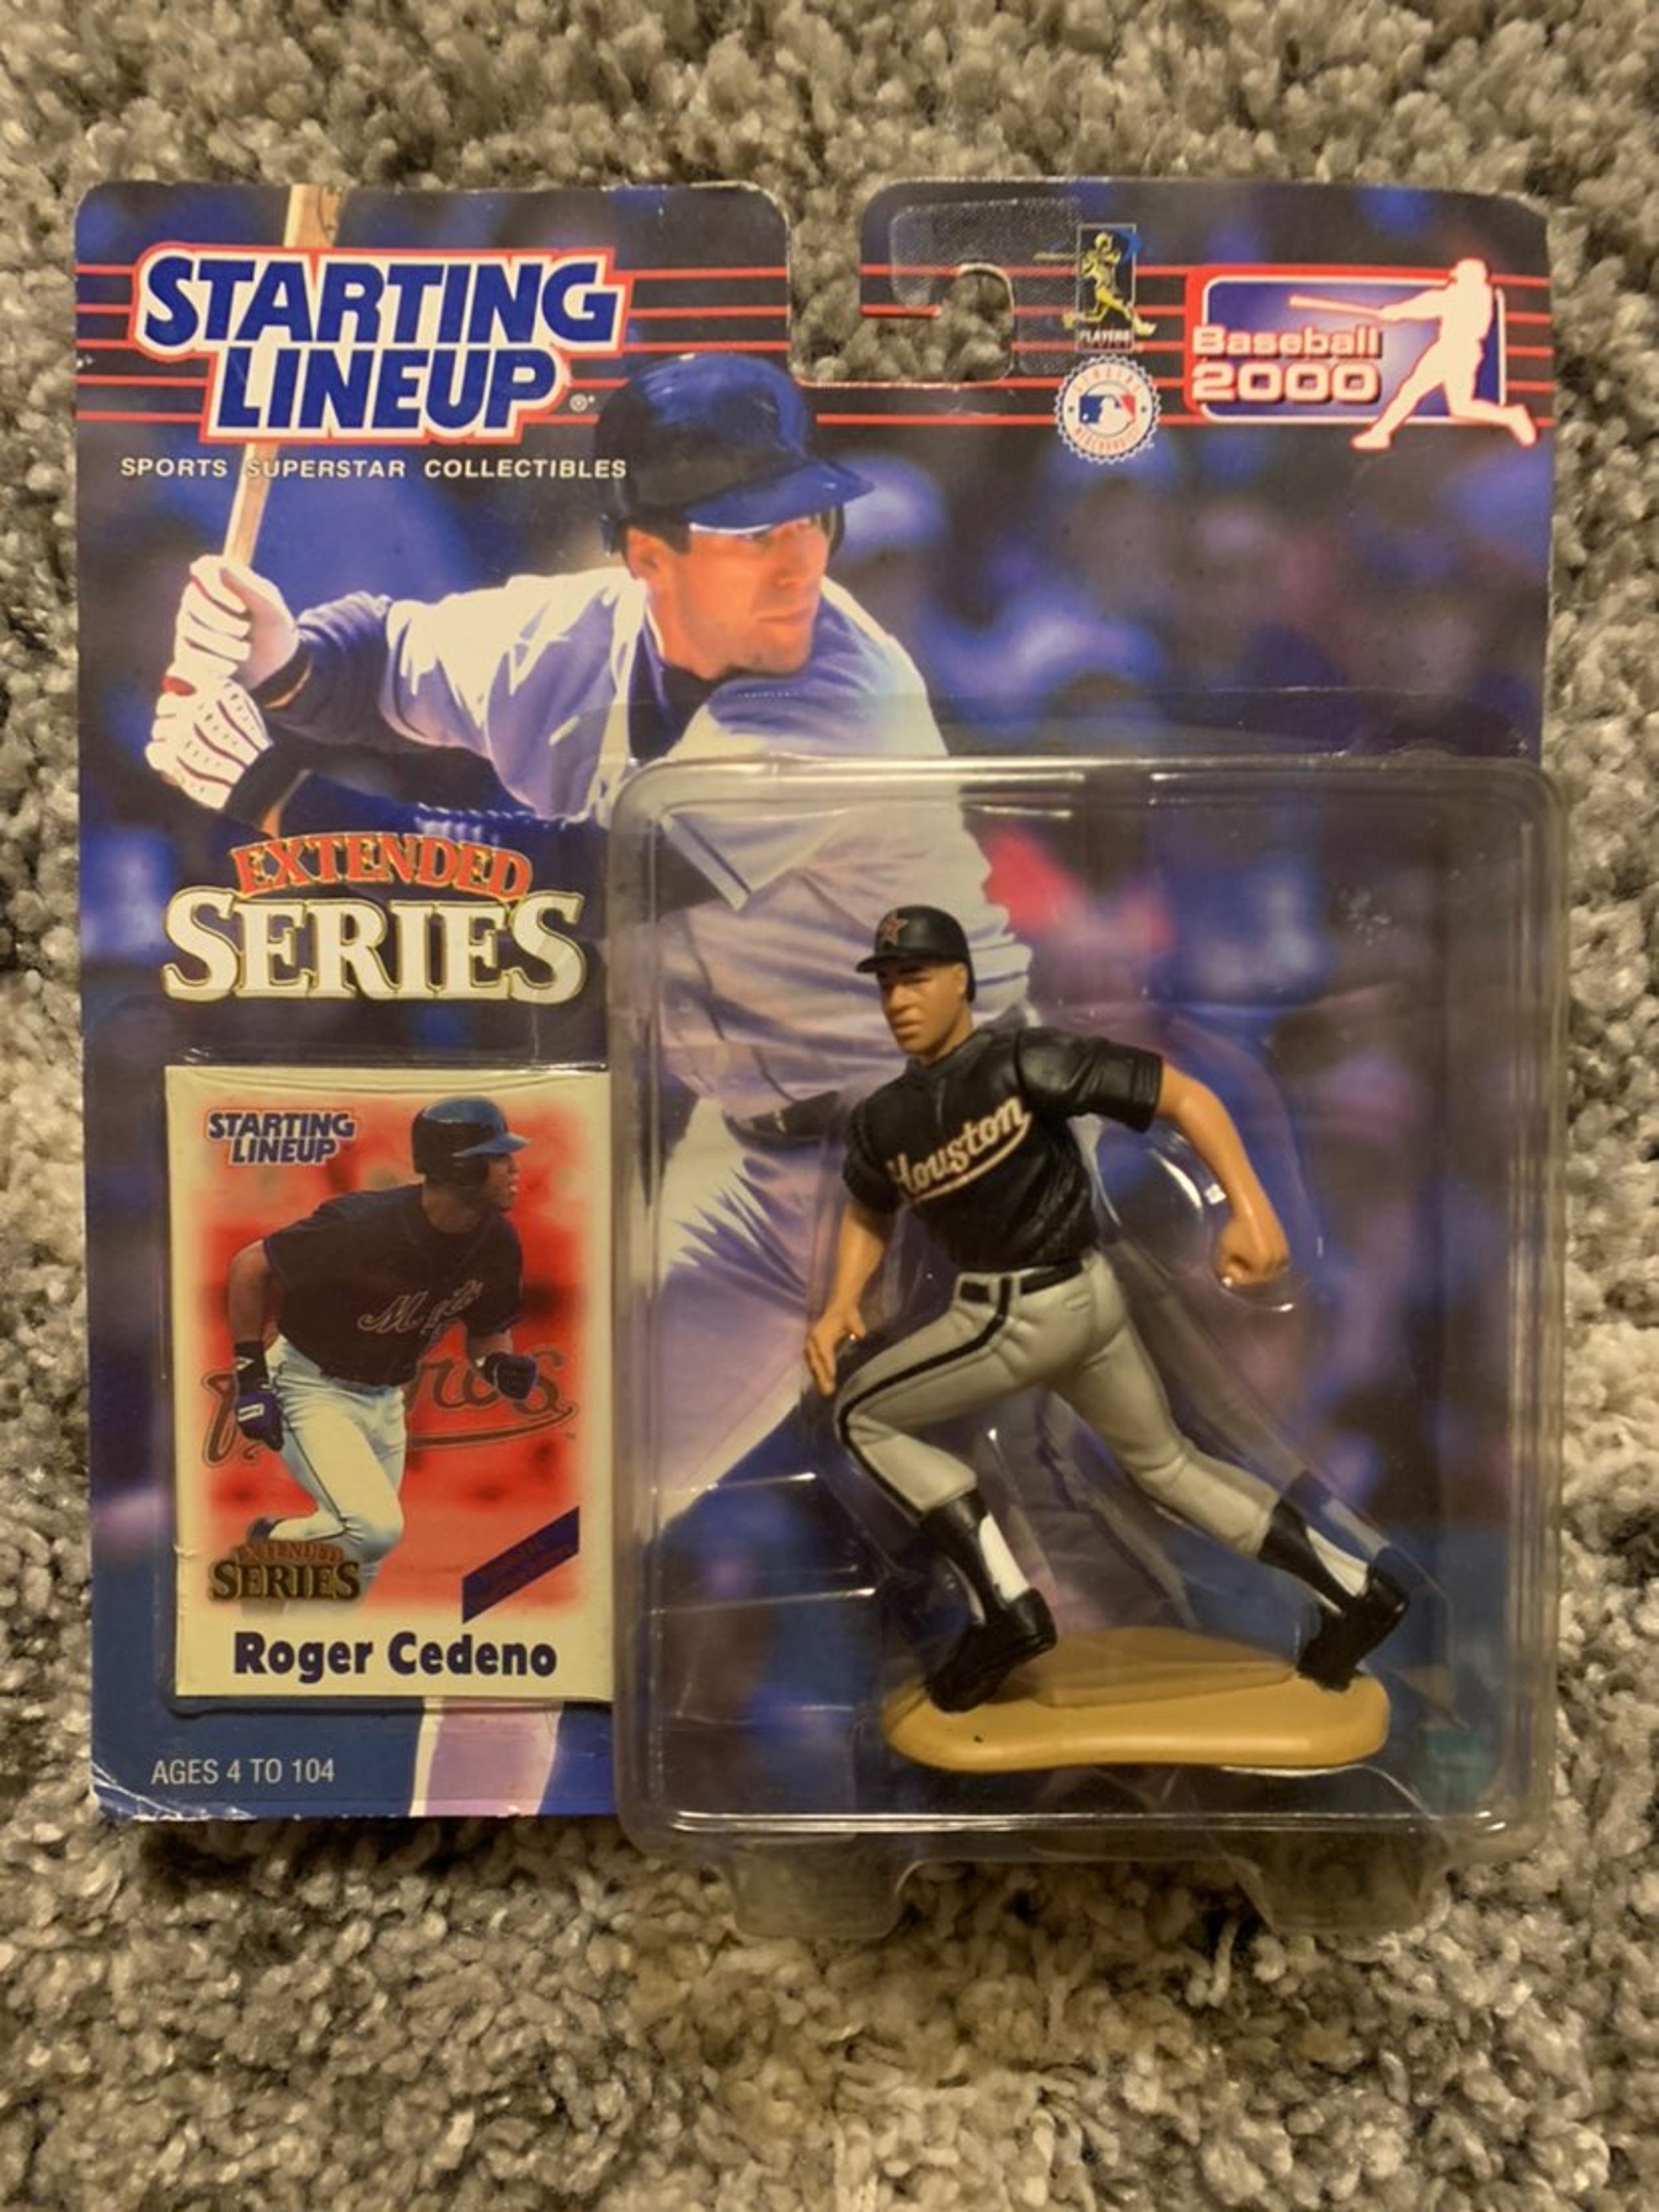 STARTING
LINEUP®
SPORTS SUPERSTAR COLLECTIBLES
PLAYERS
Baseball
2000
EXTENDED
SERIES
Houston
STARTING
LINEUP
Mets
EXTENDED
SERIES
Roger Cedeno
AGES 4 TO 104